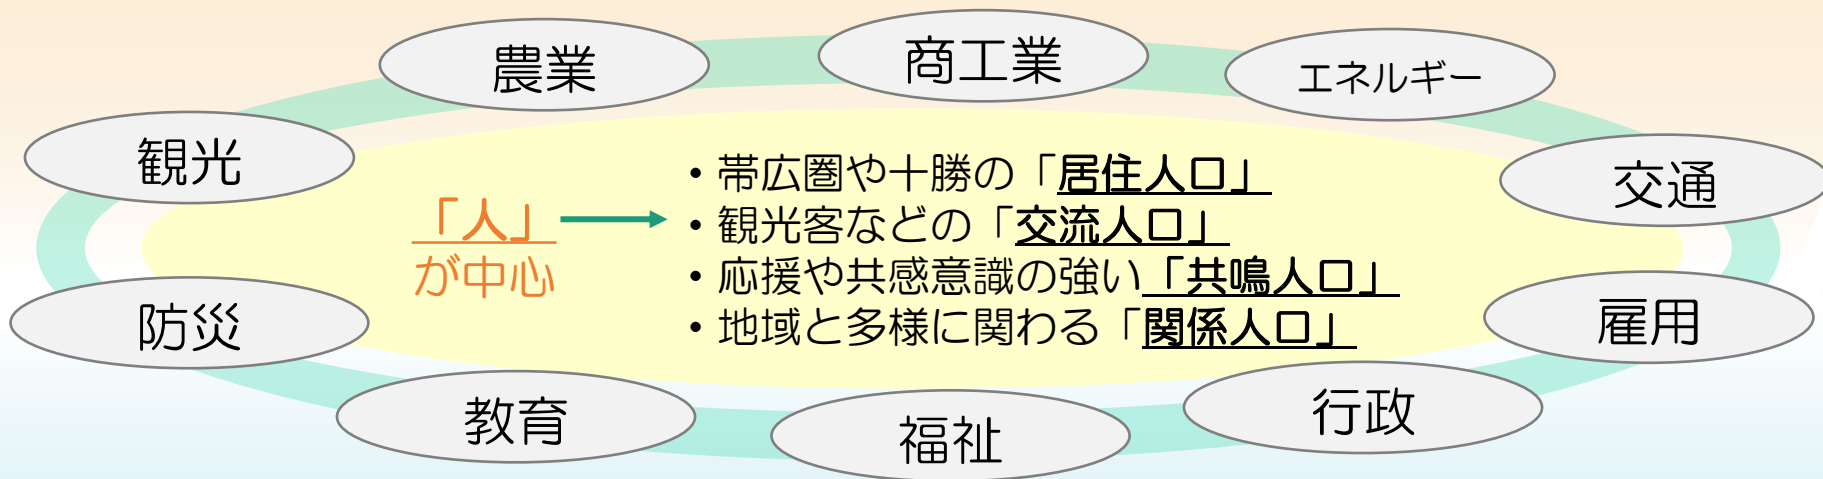 農業
商工業
エネルギー
観光
交通
「人」
が中心
・帯広圏や十勝の「居住人口」
・観光客などの「交流人口」
・応援や共感意識の強い「共鳴人口」
・地域と多様に関わる「関係人口」
防災
雇用
教育
福祉
行政